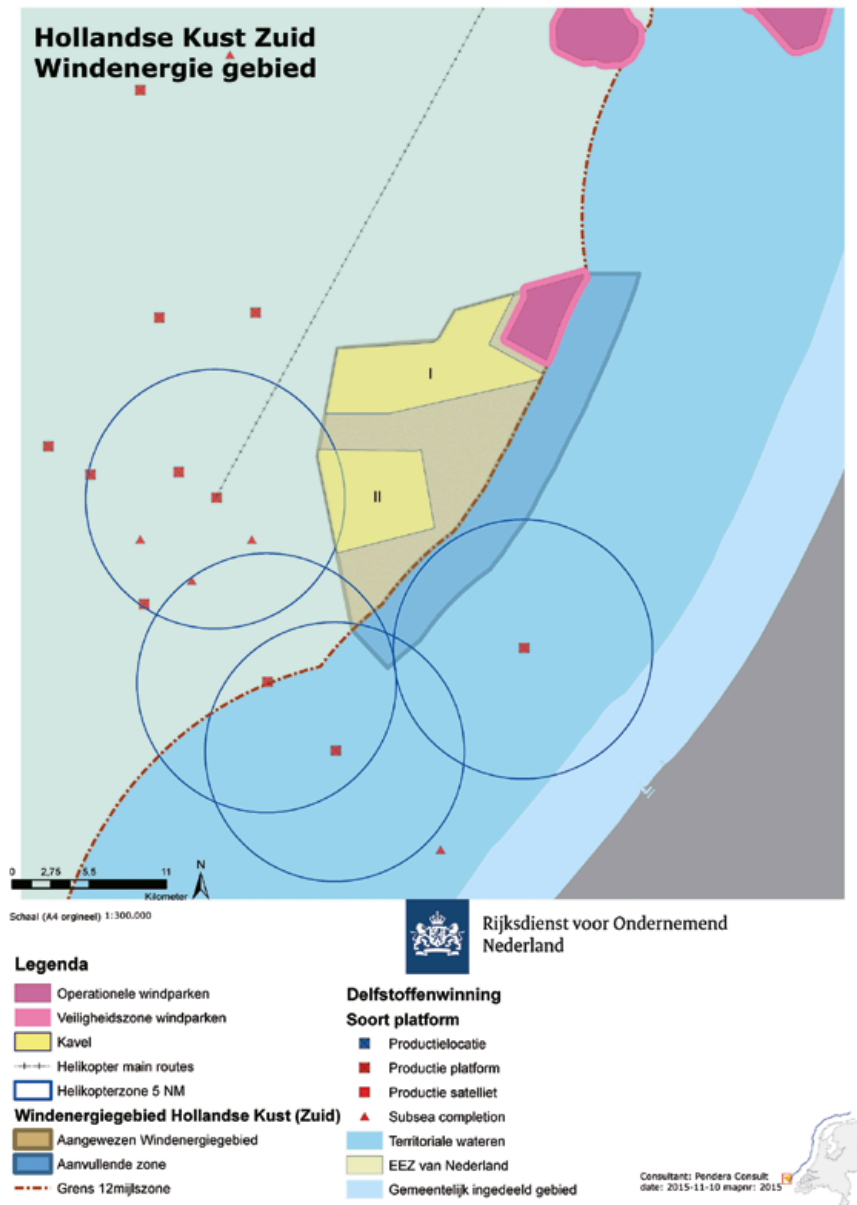 Hollandse Kust Zuid
Windenergie gebied
I
II
0 2,75 5,5 11
Kilometer
N
Schaal (A4 orgineel) 1:300.000
Rijksdienst voor Ondernemend
Nederland
Legenda
Operationele windparken
Veiligheidszone windparken
Kavel
Helikopter main routes
Helikopterzone 5 NM
Windenergiegebied Hollandse Kust (Zuid)
Aangewezen Windenergiegebied
Aanvullende zone
Grens 12mijlszone
Delfstoffenwinning
Soort platform
Productielocatie
Productie platform
Productie satelliet
Subsea completion
Territoriale wateren
EEZ van Nederland
Gemeentelijk ingedeeld gebied
Consultant: Pondera Consult
date: 2015-11-10 mapnr: 2015